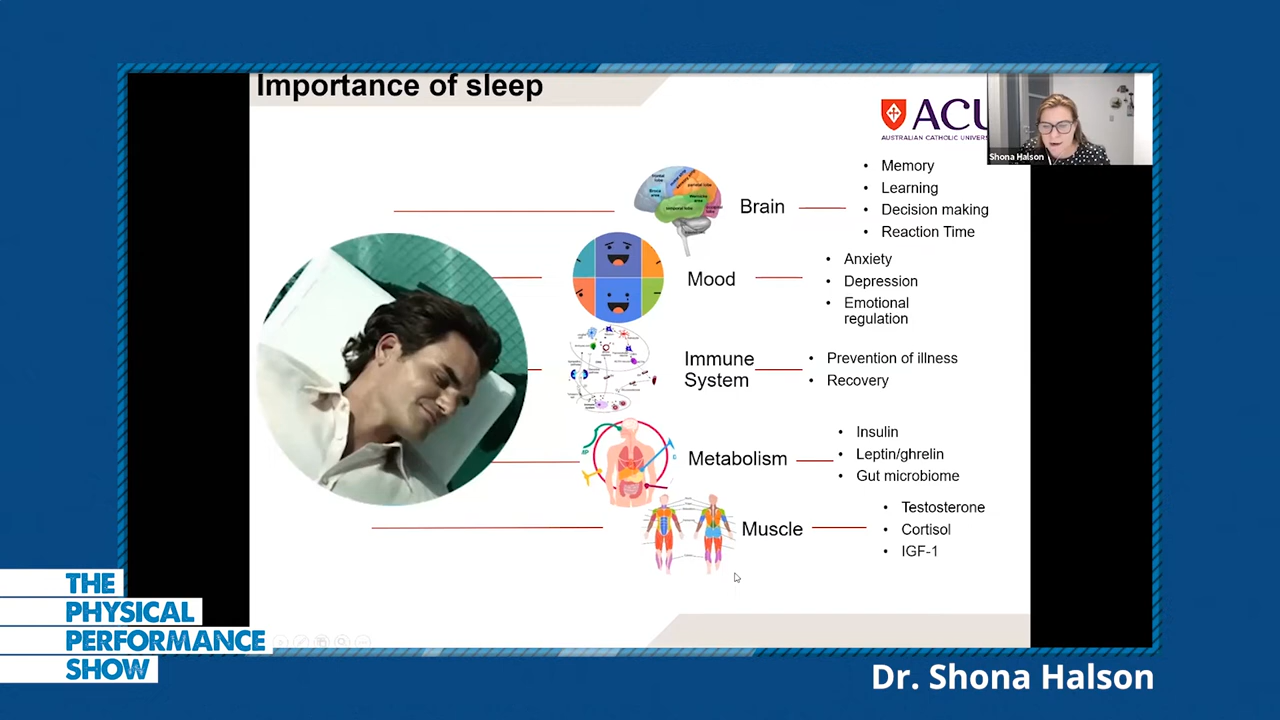 Importance of sleep
ACU
AUSTRALIAN CATHOLIC UNIVERS
Shona Halson
Brain
Memory
Learning
Decision making
Reaction Time
Mood
Anxiety
Depression
Emotional
regulation
Immune
System
Prevention of illness
Recovery
Metabolism
Insulin
Leptin/ghrelin
Gut microbiome
Muscle
Testosterone
Cortisol
IGF-1
THE
PHYSICAL
PERFORMANCE
SHOW
Dr. Shona Halson